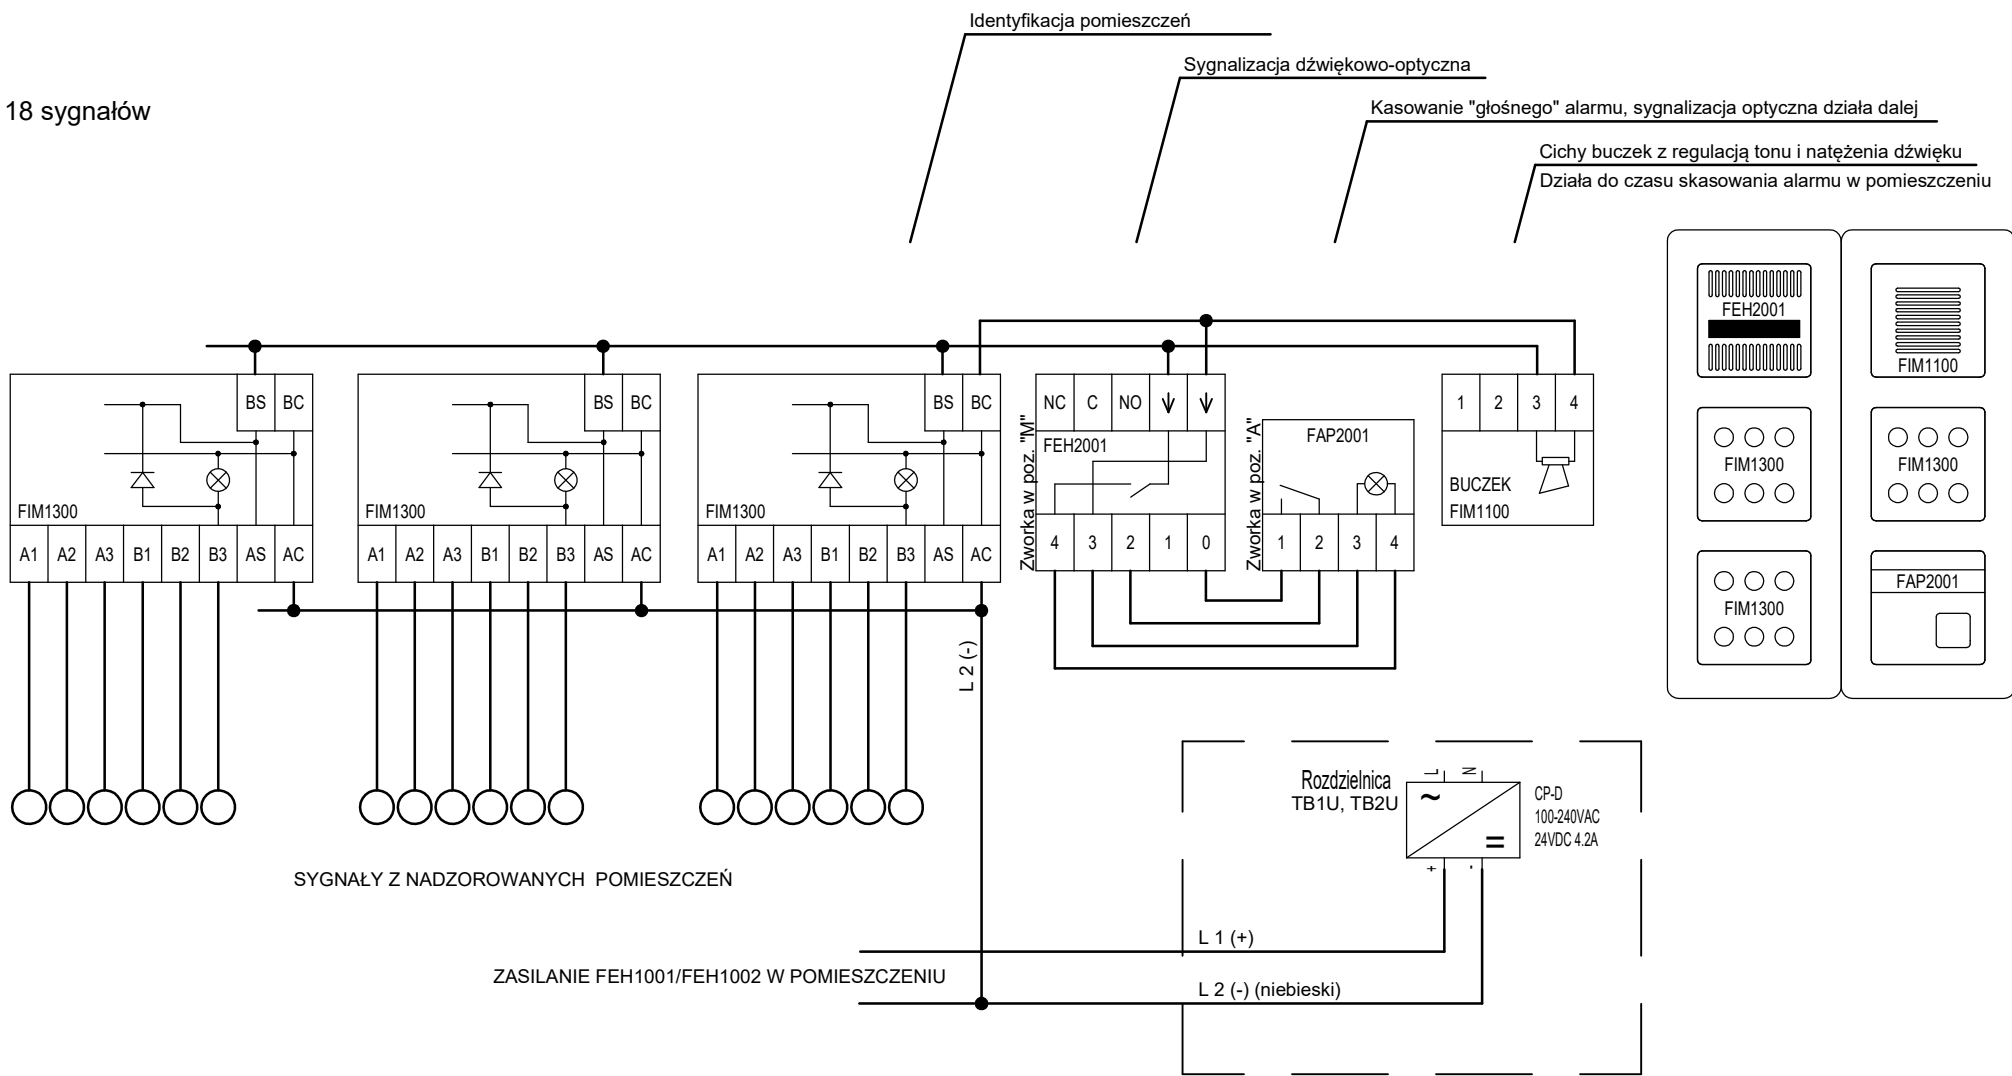 Identyfikacja pomieszczeń
Sygnalizacja dźwiękowo-optyczna
18 sygnałów
Kasowanie "głośnego" alarmu, sygnalizacja optyczna działa dalej
Cichy buczek z regulacją tonu i natężenia dźwięku
Działa do czasu skasowania alarmu w pomieszczeniu
BS BC
FIM1300
A1 A2 A3 B1 B2 B3 AS AC
BS BC
FIM1300
A1 A2 A3 B1 B2 B3 AS AC
BS BC
FIM1300
A1 A2 A3 B1 B2 B3 AS AC
Zworka w poz. "M"
NC C NO
FEH2001
4 3 2 1 0
Zworka w poz. "A"
FAP2001
1 2 3 4
1 2 3 4
BUCZEK
FIM1100
FEH2001
FIM1100
FIM1300
FIM1300
FIM1300
FAP2001
L 2 (-)
Rozdzielnica
TB1U, TB2U
L N
~
=
+ -
CP-D
100-240VAC
24VDC 4.2A
SYGNAŁY Z NADZOROWANYCH POMIESZCZEŃ
L 1 (+)
ZASILANIE FEH1001/FEH1002 W POMIESZCZENIU
L 2 (-) (niebieski)